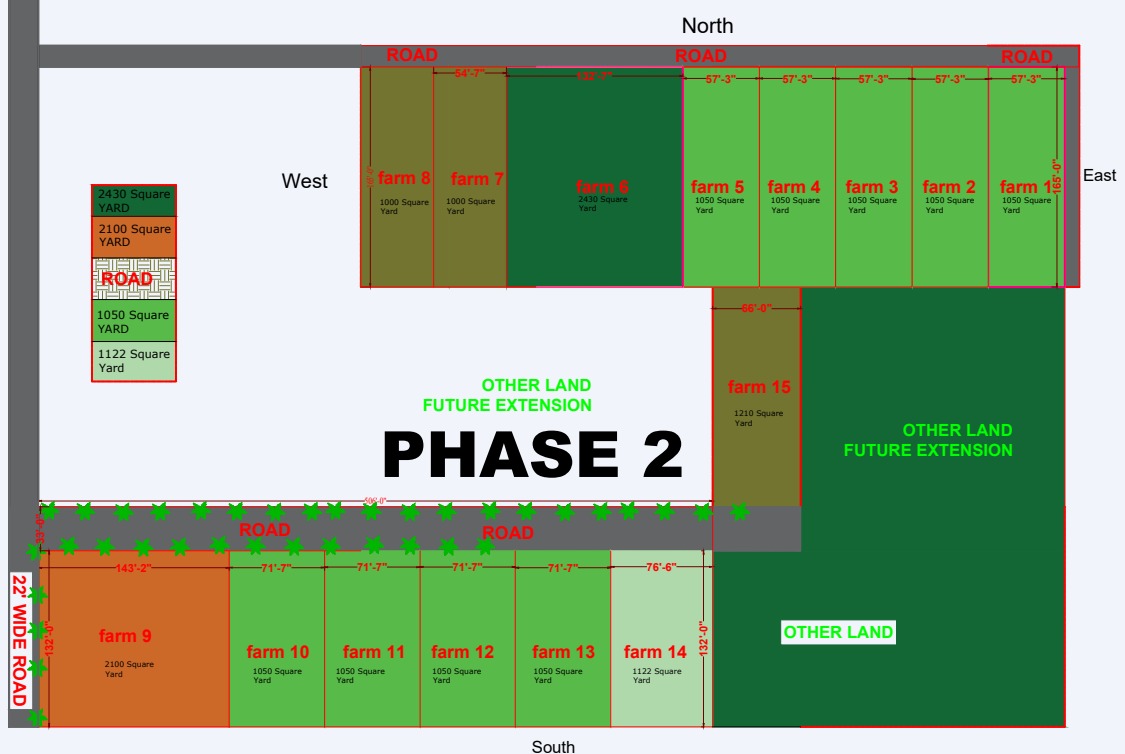 North
ROAD
ROAD
ROAD
54'-7"
57'-3"
57'-3"
57'-3"
57'-3"
57'-3"
165'-0"
West
East
farm 8
1000 Square
Yard
farm 7
1000 Square
Yard
farm 6
2430 Square
Yard
farm 5
1050 Square
Yard
farm 4
1050 Square
Yard
farm 3
1050 Square
Yard
farm 2
1050 Square
Yard
farm 1
1050 Square
Yard
2430 Square
YARD
2100 Square
YARD
ROAD
1050 Square
YARD
1122 Square
Yard
66'-0"
farm 15
1210 Square
Yard
OTHER LAND
FUTURE EXTENSION
PHASE 2
OTHER LAND
FUTURE EXTENSION
33'-0"
ROAD
ROAD
22' WIDE ROAD
143'-2"
71'-7"
71'-7"
71'-7"
71'-7"
76'-6"
132'-0"
132'-0"
farm 9
2100 Square
Yard
farm 10
1050 Square
Yard
farm 11
1050 Square
Yard
farm 12
1050 Square
Yard
farm 13
1050 Square
Yard
farm 14
1122 Square
Yard
OTHER LAND
South